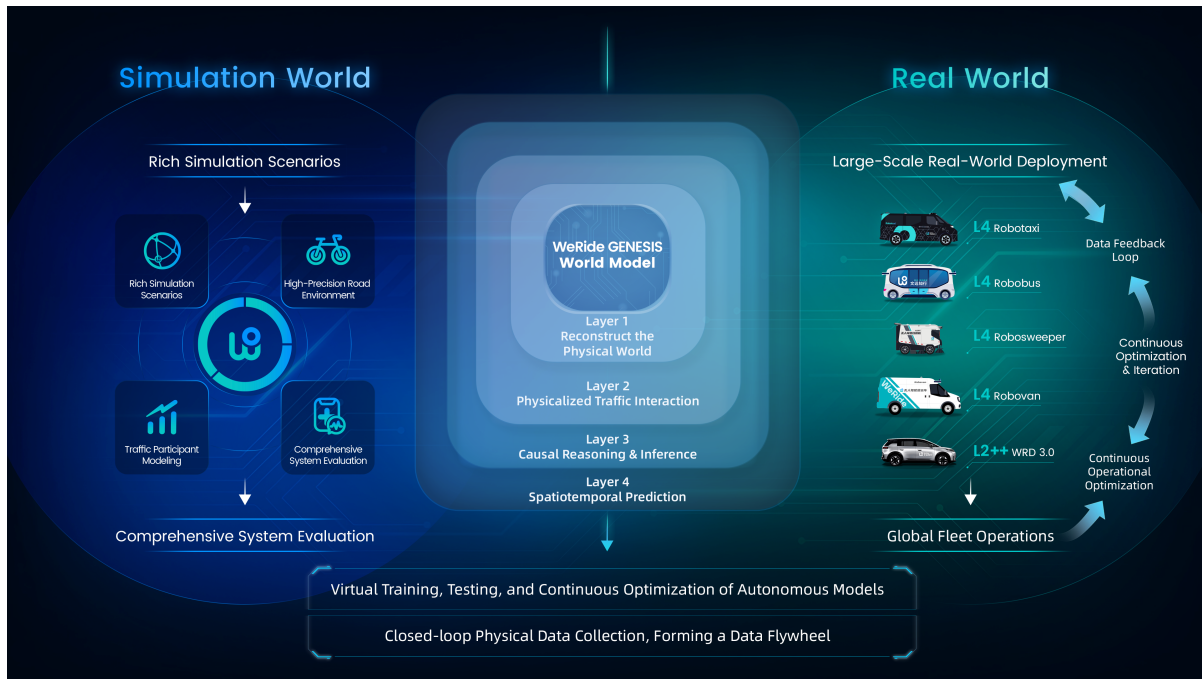 Simulation World
Rich Simulation Scenarios
Rich Simulation
Scenarios
High-Precision Road
Environment
Traffic Participant
Modeling
Comprehensive
System Evaluation
Comprehensive System Evaluation
WeRide GENESIS
World Model
Layer 1
Reconstruct the
Physical World
Layer 2
Physicalized Traffic Interaction
Layer 3
Causal Reasoning & Inference
Layer 4
Spatiotemporal Prediction
Real World
Large-Scale Real-World Deployment
L4 Robotaxi
L4 Robobus
L4 Robosweeper
WeRide
L4 Robovan
L2++ WRD 3.0
Data Feedback
Loop
Continuous
Optimization
& Iteration
Continuous
Operational
Optimization
Global Fleet Operations
Virtual Training, Testing, and Continuous Optimization of Autonomous Models
Closed-loop Physical Data Collection, Forming a Data Flywheel